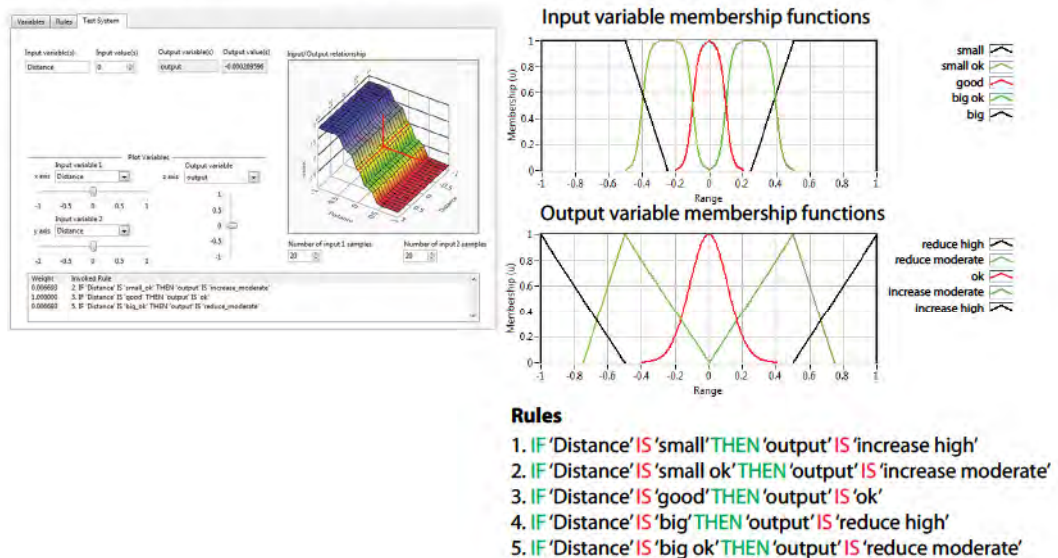 Variables Rules Test System
Input variable(s) Input value(s) Output variable(s) Output value(s)
Distance 0 output
Input/Output relationship
Plot Variables
Input variable 1 Output variable
x axis Distance z axis output
-1 -0.5 0 0.5 1
Input variable 2
y axis Distance
-1 -0.5 0 0.5 1
1
0.5
0
-0.5
-1
Distance
Distance
Number of input 1 samples Number of input 2 samples
20 20
Weight Invoked Rule
2. IF 'Distance' IS 'small_ok' THEN 'output' IS 'increase_moderate'
1.000000 3. IF 'Distance' IS 'good' THEN 'output' IS 'ok'
5. IF 'Distance' IS 'big_ok' THEN 'output' IS 'reduce_moderate'
Input variable membership functions
Membership (u)
1
0.8
0.6
0.4
0.2
0
-1 -0.8 -0.6 -0.4 -0.2 0 0.2 0.4 0.6 0.8 1
Range
small
small ok
good
big ok
big
Output variable membership functions
Membership (u)
1
0.8
0.6
0.4
0.2
0
-1 -0.8 -0.6 -0.4 -0.2 0 0.2 0.4 0.6 0.8 1
Range
reduce high
reduce moderate
ok
increase moderate
increase high
Rules
1. IF 'Distance' IS 'small' THEN 'output' IS 'increase high'
2. IF 'Distance' IS 'small ok' THEN 'output' IS 'increase moderate'
3. IF 'Distance' IS 'good' THEN 'output' IS 'ok'
4. IF 'Distance' IS 'big' THEN 'output' IS 'reduce high'
5. IF 'Distance' IS 'big ok' THEN 'output' IS 'reduce moderate'